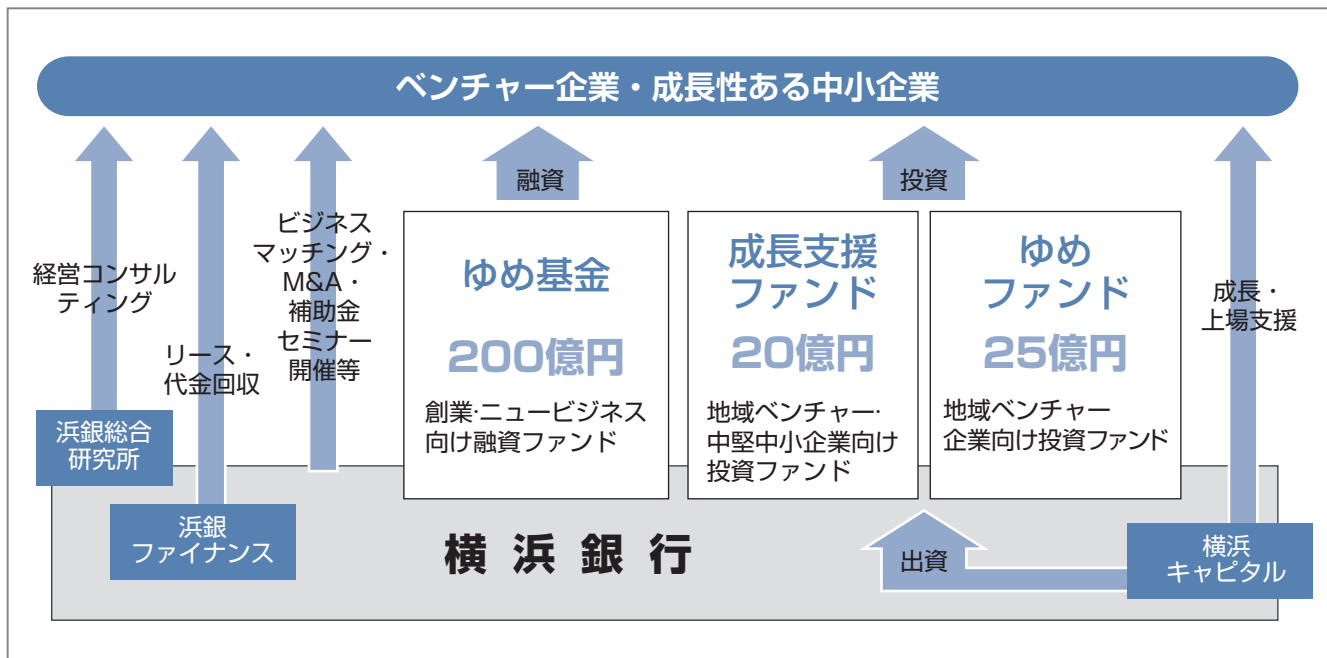 ベンチャー企業・成長性ある中小企業
経営コンサル
ティング
浜銀総合
研究所
リース・
代金回収
浜銀
ファイナンス
ビジネス
マッチング・
M&A・
補助金
セミナー
開催等
融資
ゆめ基金
200億円
創業・ニュービジネス
向け融資ファンド
投資
成長支援
ファンド
20億円
地域ベンチャー・
中堅中小企業向け
投資ファンド
ゆめ
ファンド
25億円
地域ベンチャー
企業向け投資ファンド
成長・
上場支援
横浜銀行
出資
横浜
キャピタル